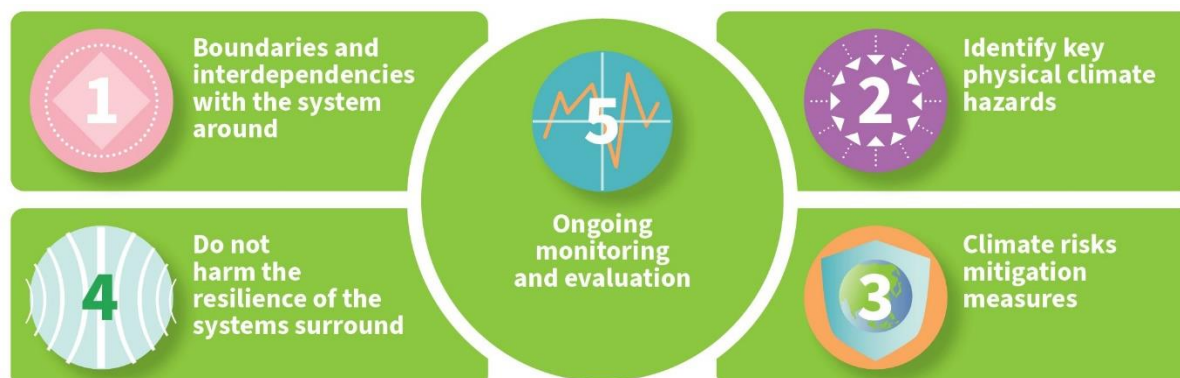 1
Boundaries and
interdependencies
with the system
around
2
Identify key
physical climate
hazards
3
Climate risks
mitigation
measures
4
Do not
harm the
resilience of the
systems surround
5
Ongoing
monitoring
and evaluation